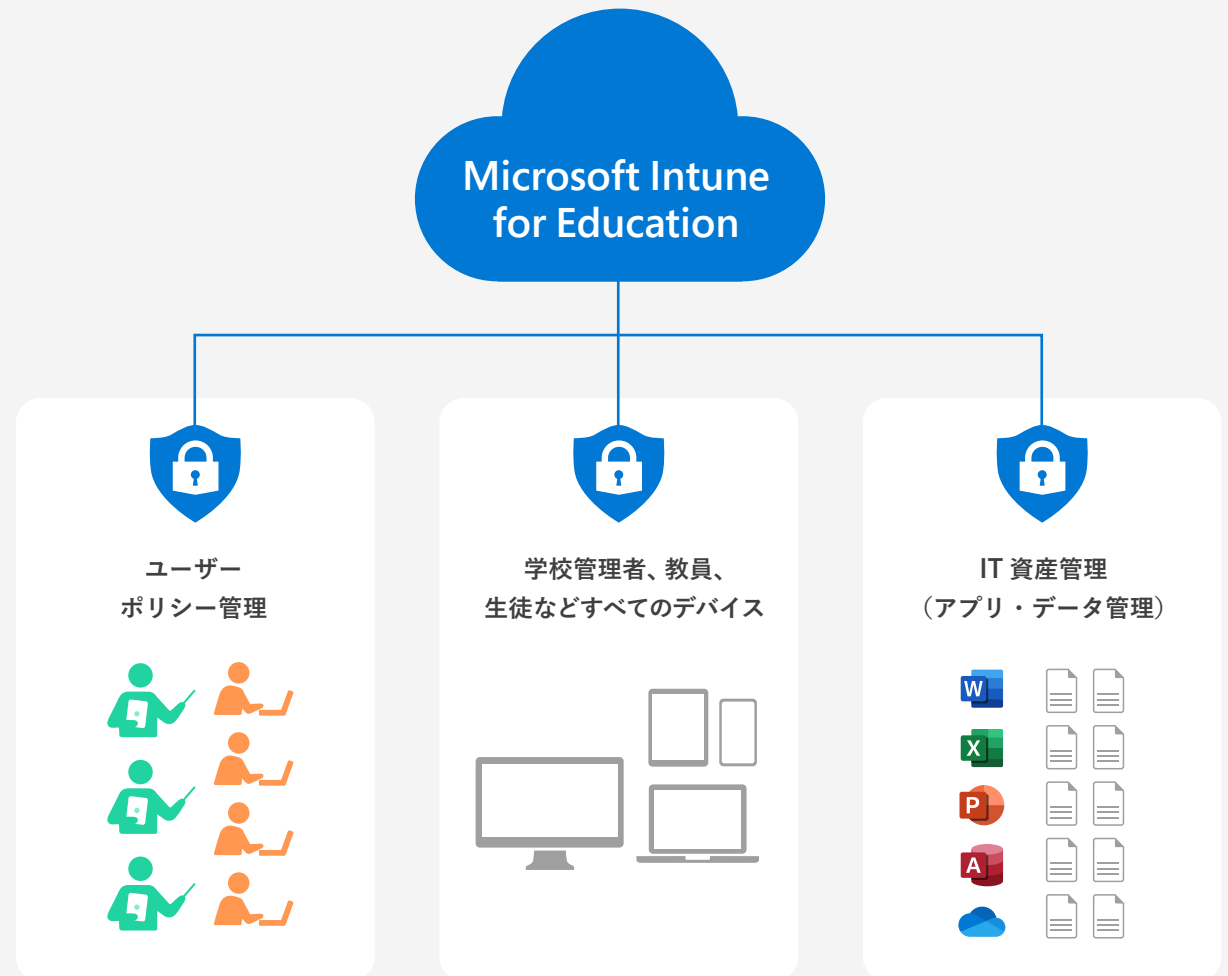 Microsoft Intune
for Education
ユーザー
ポリシー管理
学校管理者、教員、
生徒などすべてのデバイス
IT 資産管理
（アプリ・データ管理）
W
X
P
A